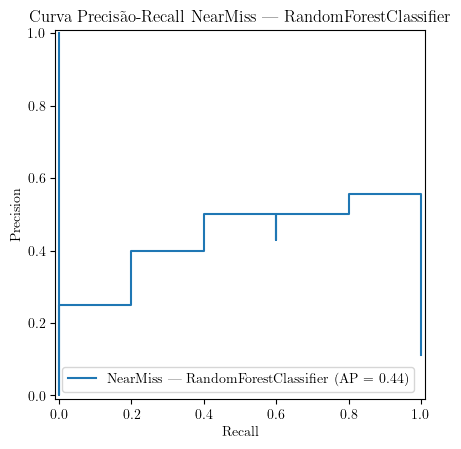 Curva Precisão-Recall NearMiss — RandomForestClassifier
1.0
0.8
0.6
0.4
0.2
0.0
Precision
NearMiss — RandomForestClassifier (AP = 0.44)
0.0 0.2 0.4 0.6 0.8 1.0
Recall